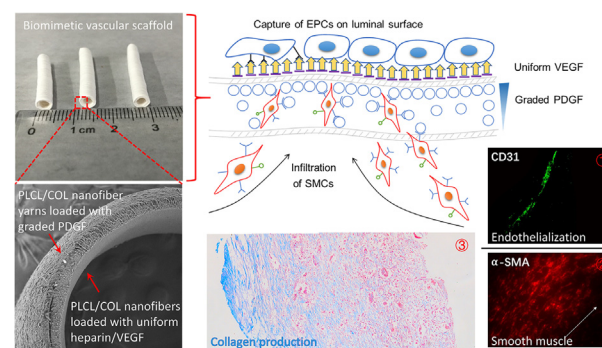 Biomimetic vascular scaffold
0 1 cm 2 3
PLCL/COL nanofiber
yarns loaded with
graded PDGF
PLCL/COL nanofibers
loaded with uniform
heparin/VEGF
Capture of EPCs on luminal surface
Uniform VEGF
Graded PDGF
Infiltration
of SMCs
③
Collagen production
CD31
Endothelialization
α-SMA
Smooth muscle